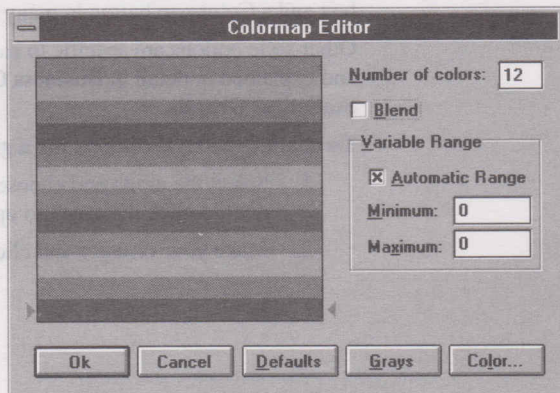 Colormap Editor
Number of colors: 12
Blend
Variable Range
Automatic Range
Minimum: 0
Maximum: 0
Ok
Cancel
Defaults
Grays
Color...